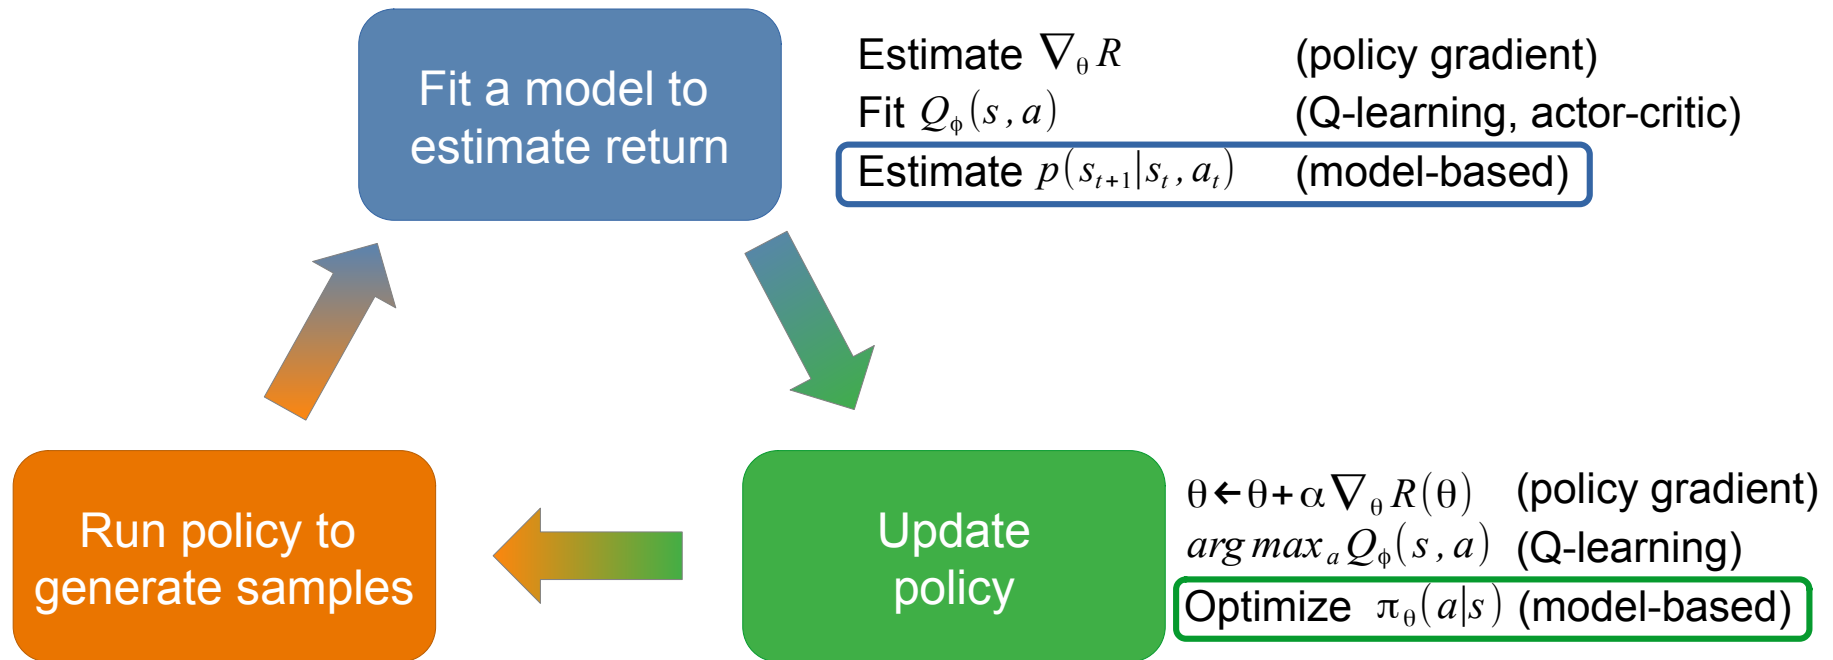 Fit a model to
estimate return
Estimate ∇θ R (policy gradient)
Fit Qϕ(s, a) (Q-learning, actor-critic)
Estimate p(sₜ₊₁|sₜ, aₜ) (model-based)
Run policy to
generate samples
Update
policy
θ←θ+α∇θ R(θ) (policy gradient)
arg maxₐ Qϕ(s, a) (Q-learning)
Optimize πθ(a|s) (model-based)